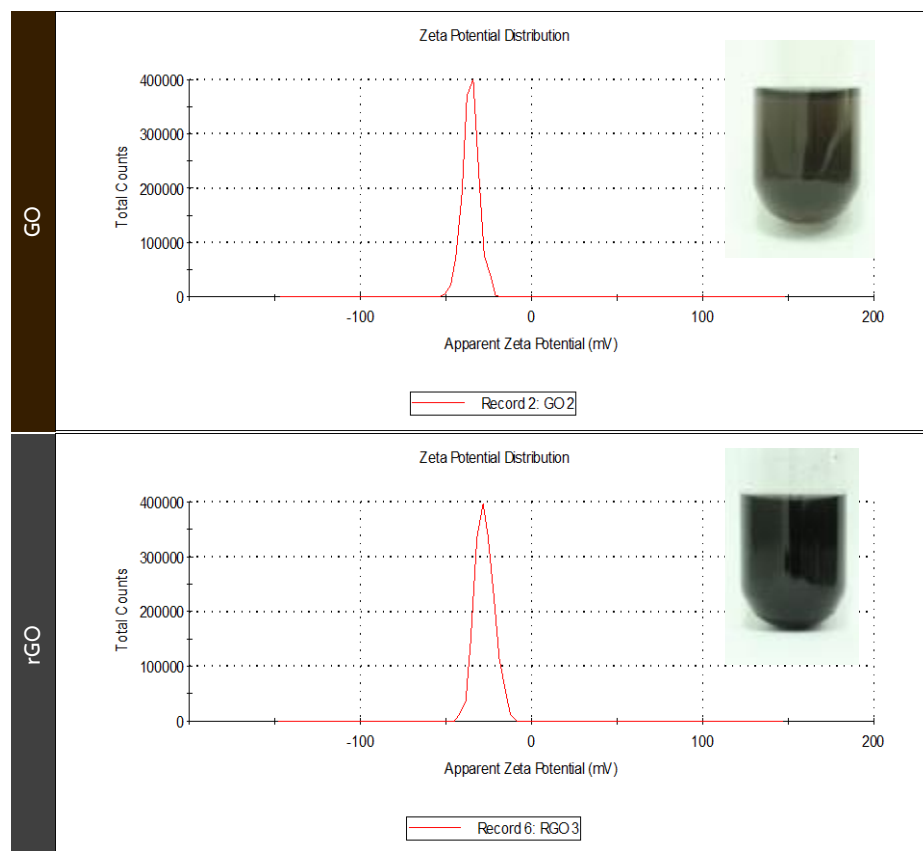 GO
Zeta Potential Distribution
400000
300000
200000
100000
0
Total Counts
-100 0 100 200
Apparent Zeta Potential (mV)
Record 2: GO 2
rGO
Zeta Potential Distribution
400000
300000
200000
100000
0
Total Counts
-100 0 100 200
Apparent Zeta Potential (mV)
Record 6: RGO 3